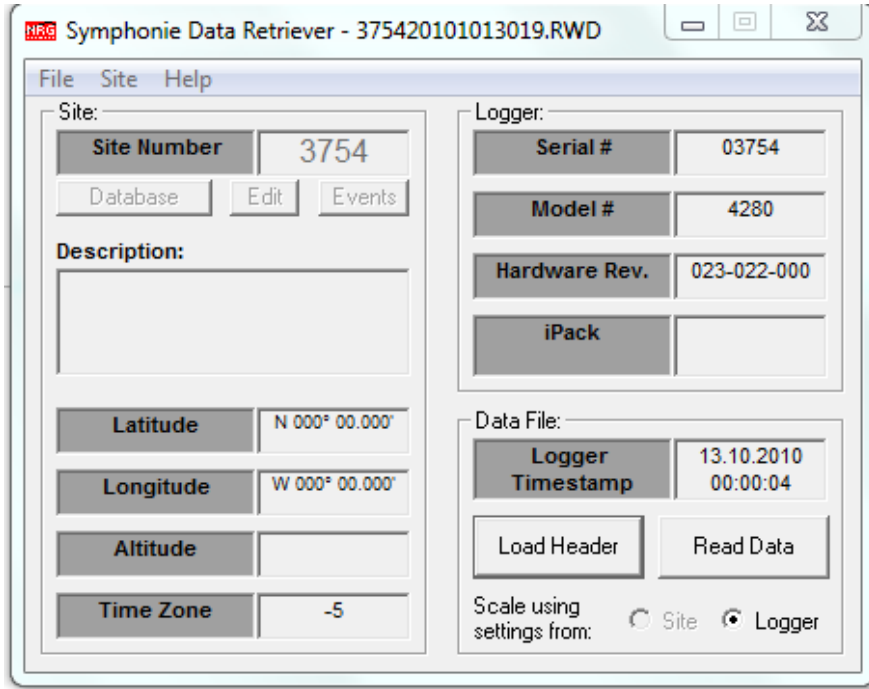 NRG Symphonie Data Retriever - 375420101013019.RWD
File Site Help
Site:
Site Number 3754
Database Edit Events
Description:
Latitude N 000° 00.000'
Longitude W 000° 00.000'
Altitude
Time Zone -5
Logger:
Serial # 03754
Model # 4280
Hardware Rev. 023-022-000
iPack
Data File:
Logger
Timestamp
13.10.2010
00:00:04
Load Header Read Data
Scale using
settings from:
Site Logger